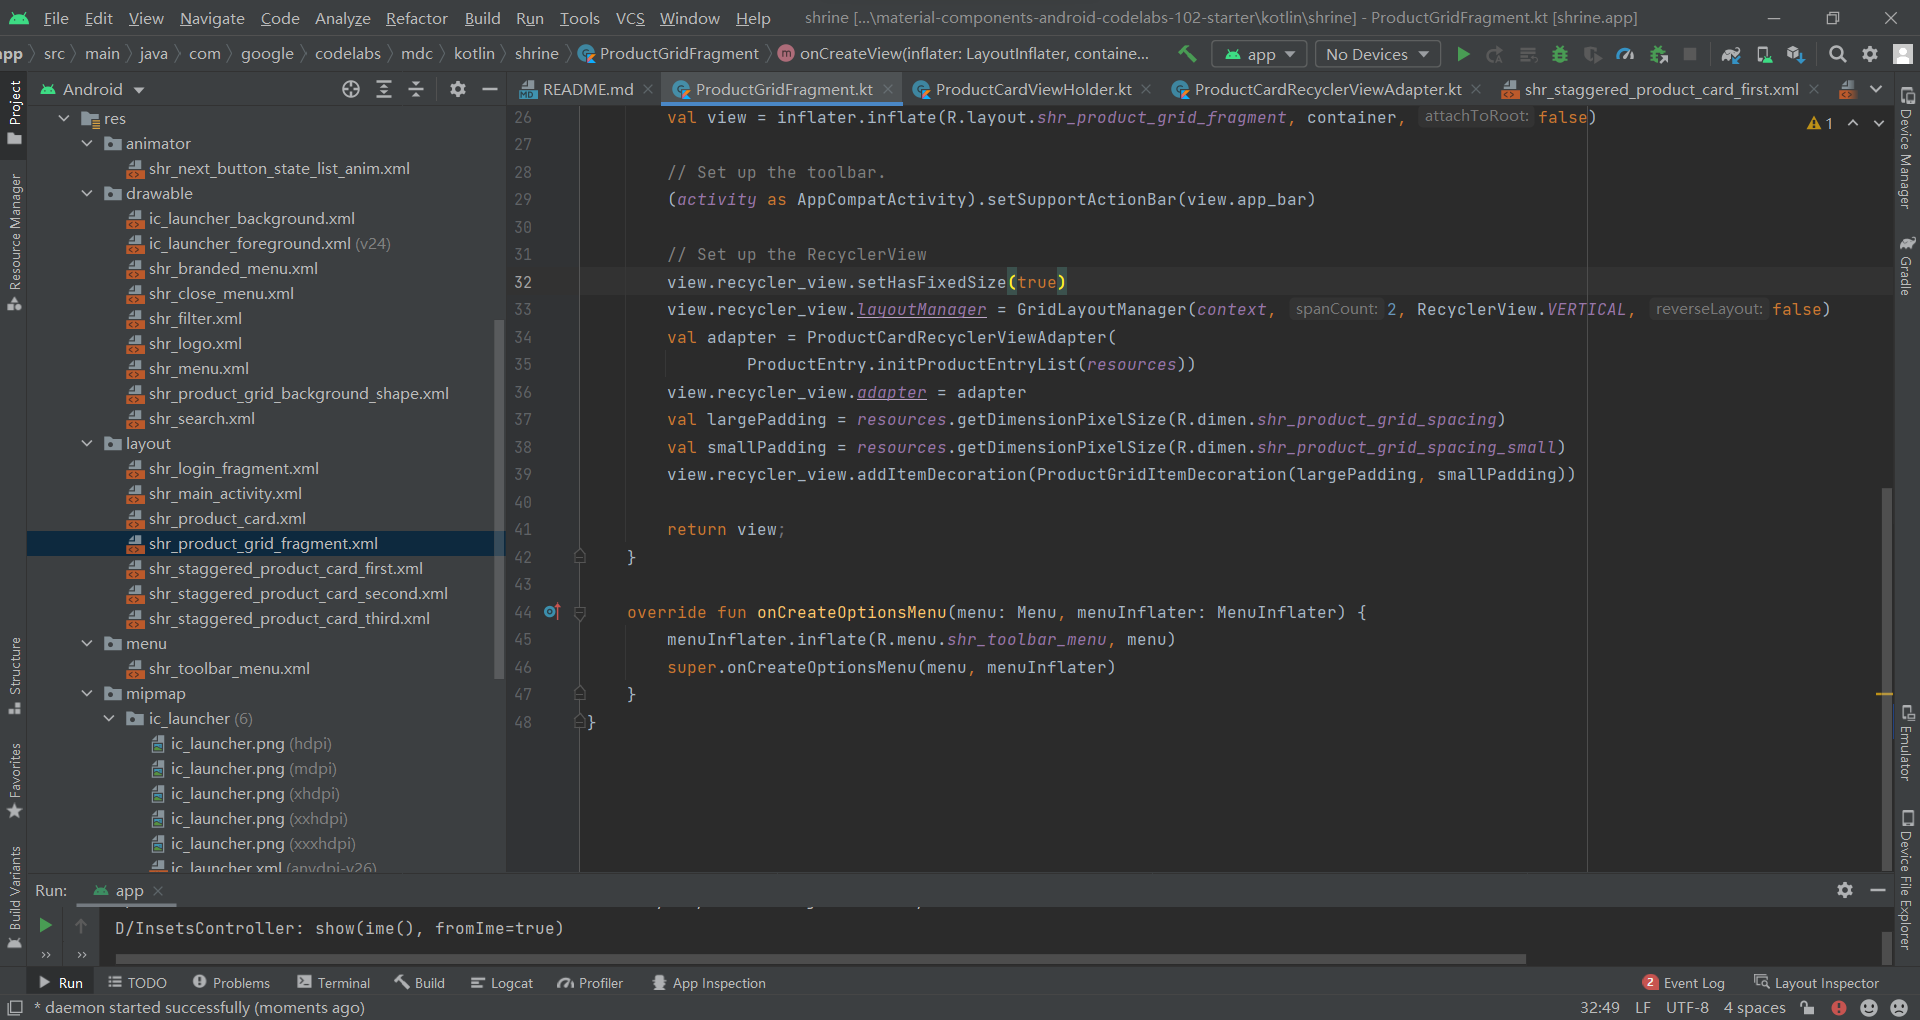 File Edit View Navigate Code Analyze Refactor Build Run Tools VCS Window Help shrine [...\material-components-android-codelabs-102-starter\kotlin\shrine] - ProductGridFragment.kt [shrine.app]
app src main java com google codelabs mdc kotlin shrine ProductGridFragment m onCreateView(inflater: LayoutInflater, containe... app No Devices
Android README.md ProductGridFragment.kt ProductCardViewHolder.kt ProductCardRecyclerViewAdapter.kt shr_staggered_product_card_first.xml
Project
Resource Manager
Structure
Favorites
Build Variants
res
animator
shr_next_button_state_list_anim.xml
drawable
ic_launcher_background.xml
ic_launcher_foreground.xml (v24)
shr_branded_menu.xml
shr_close_menu.xml
shr_filter.xml
shr_logo.xml
shr_menu.xml
shr_product_grid_background_shape.xml
shr_search.xml
layout
shr_login_fragment.xml
shr_main_activity.xml
shr_product_card.xml
shr_product_grid_fragment.xml
shr_staggered_product_card_first.xml
shr_staggered_product_card_second.xml
shr_staggered_product_card_third.xml
menu
shr_toolbar_menu.xml
mipmap
ic_launcher (6)
ic_launcher.png (hdpi)
ic_launcher.png (mdpi)
ic_launcher.png (xhdpi)
ic_launcher.png (xxhdpi)
ic_launcher.png (xxxhdpi)
ic_launcher.xml (anydpi-v26)
26 val view = inflater.inflate(R.layout.shr_product_grid_fragment, container, attachToRoot: false) 1
27
28 // Set up the toolbar.
29 (activity as AppCompatActivity).setSupportActionBar(view.app_bar)
30
31 // Set up the RecyclerView
32 view.recycler_view.setHasFixedSize(true)
33 view.recycler_view.layoutManager = GridLayoutManager(context, spanCount: 2, RecyclerView.VERTICAL, reverseLayout: false)
34 val adapter = ProductCardRecyclerViewAdapter(
35 ProductEntry.initProductEntryList(resources))
36 view.recycler_view.adapter = adapter
37 val largePadding = resources.getDimensionPixelSize(R.dimen.shr_product_grid_spacing)
38 val smallPadding = resources.getDimensionPixelSize(R.dimen.shr_product_grid_spacing_small)
39 view.recycler_view.addItemDecoration(ProductGridItemDecoration(largePadding, smallPadding))
40
41 return view;
42 }
43
44 override fun onCreateOptionsMenu(menu: Menu, menuInflater: MenuInflater) {
45 menuInflater.inflate(R.menu.shr_toolbar_menu, menu)
46 super.onCreateOptionsMenu(menu, menuInflater)
47 }
48 }
Device Manager
Gradle
Emulator
Device File Explorer
Run: app
D/InsetsController: show(ime(), fromIme=true)
Run TODO Problems Terminal Build Logcat Profiler App Inspection 2 Event Log Layout Inspector
* daemon started successfully (moments ago) 32:49 LF UTF-8 4 spaces